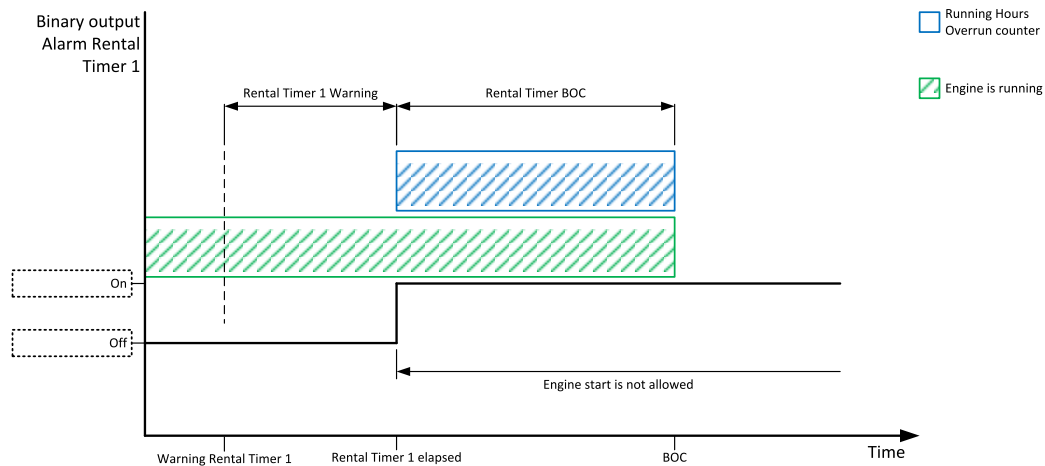 Binary output
Alarm Rental
Timer 1
Running Hours
Overrun counter
Engine is running
Rental Timer 1 Warning
Rental Timer BOC
On
Off
Engine start is not allowed
Time
Warning Rental Timer 1
Rental Timer 1 elapsed
BOC